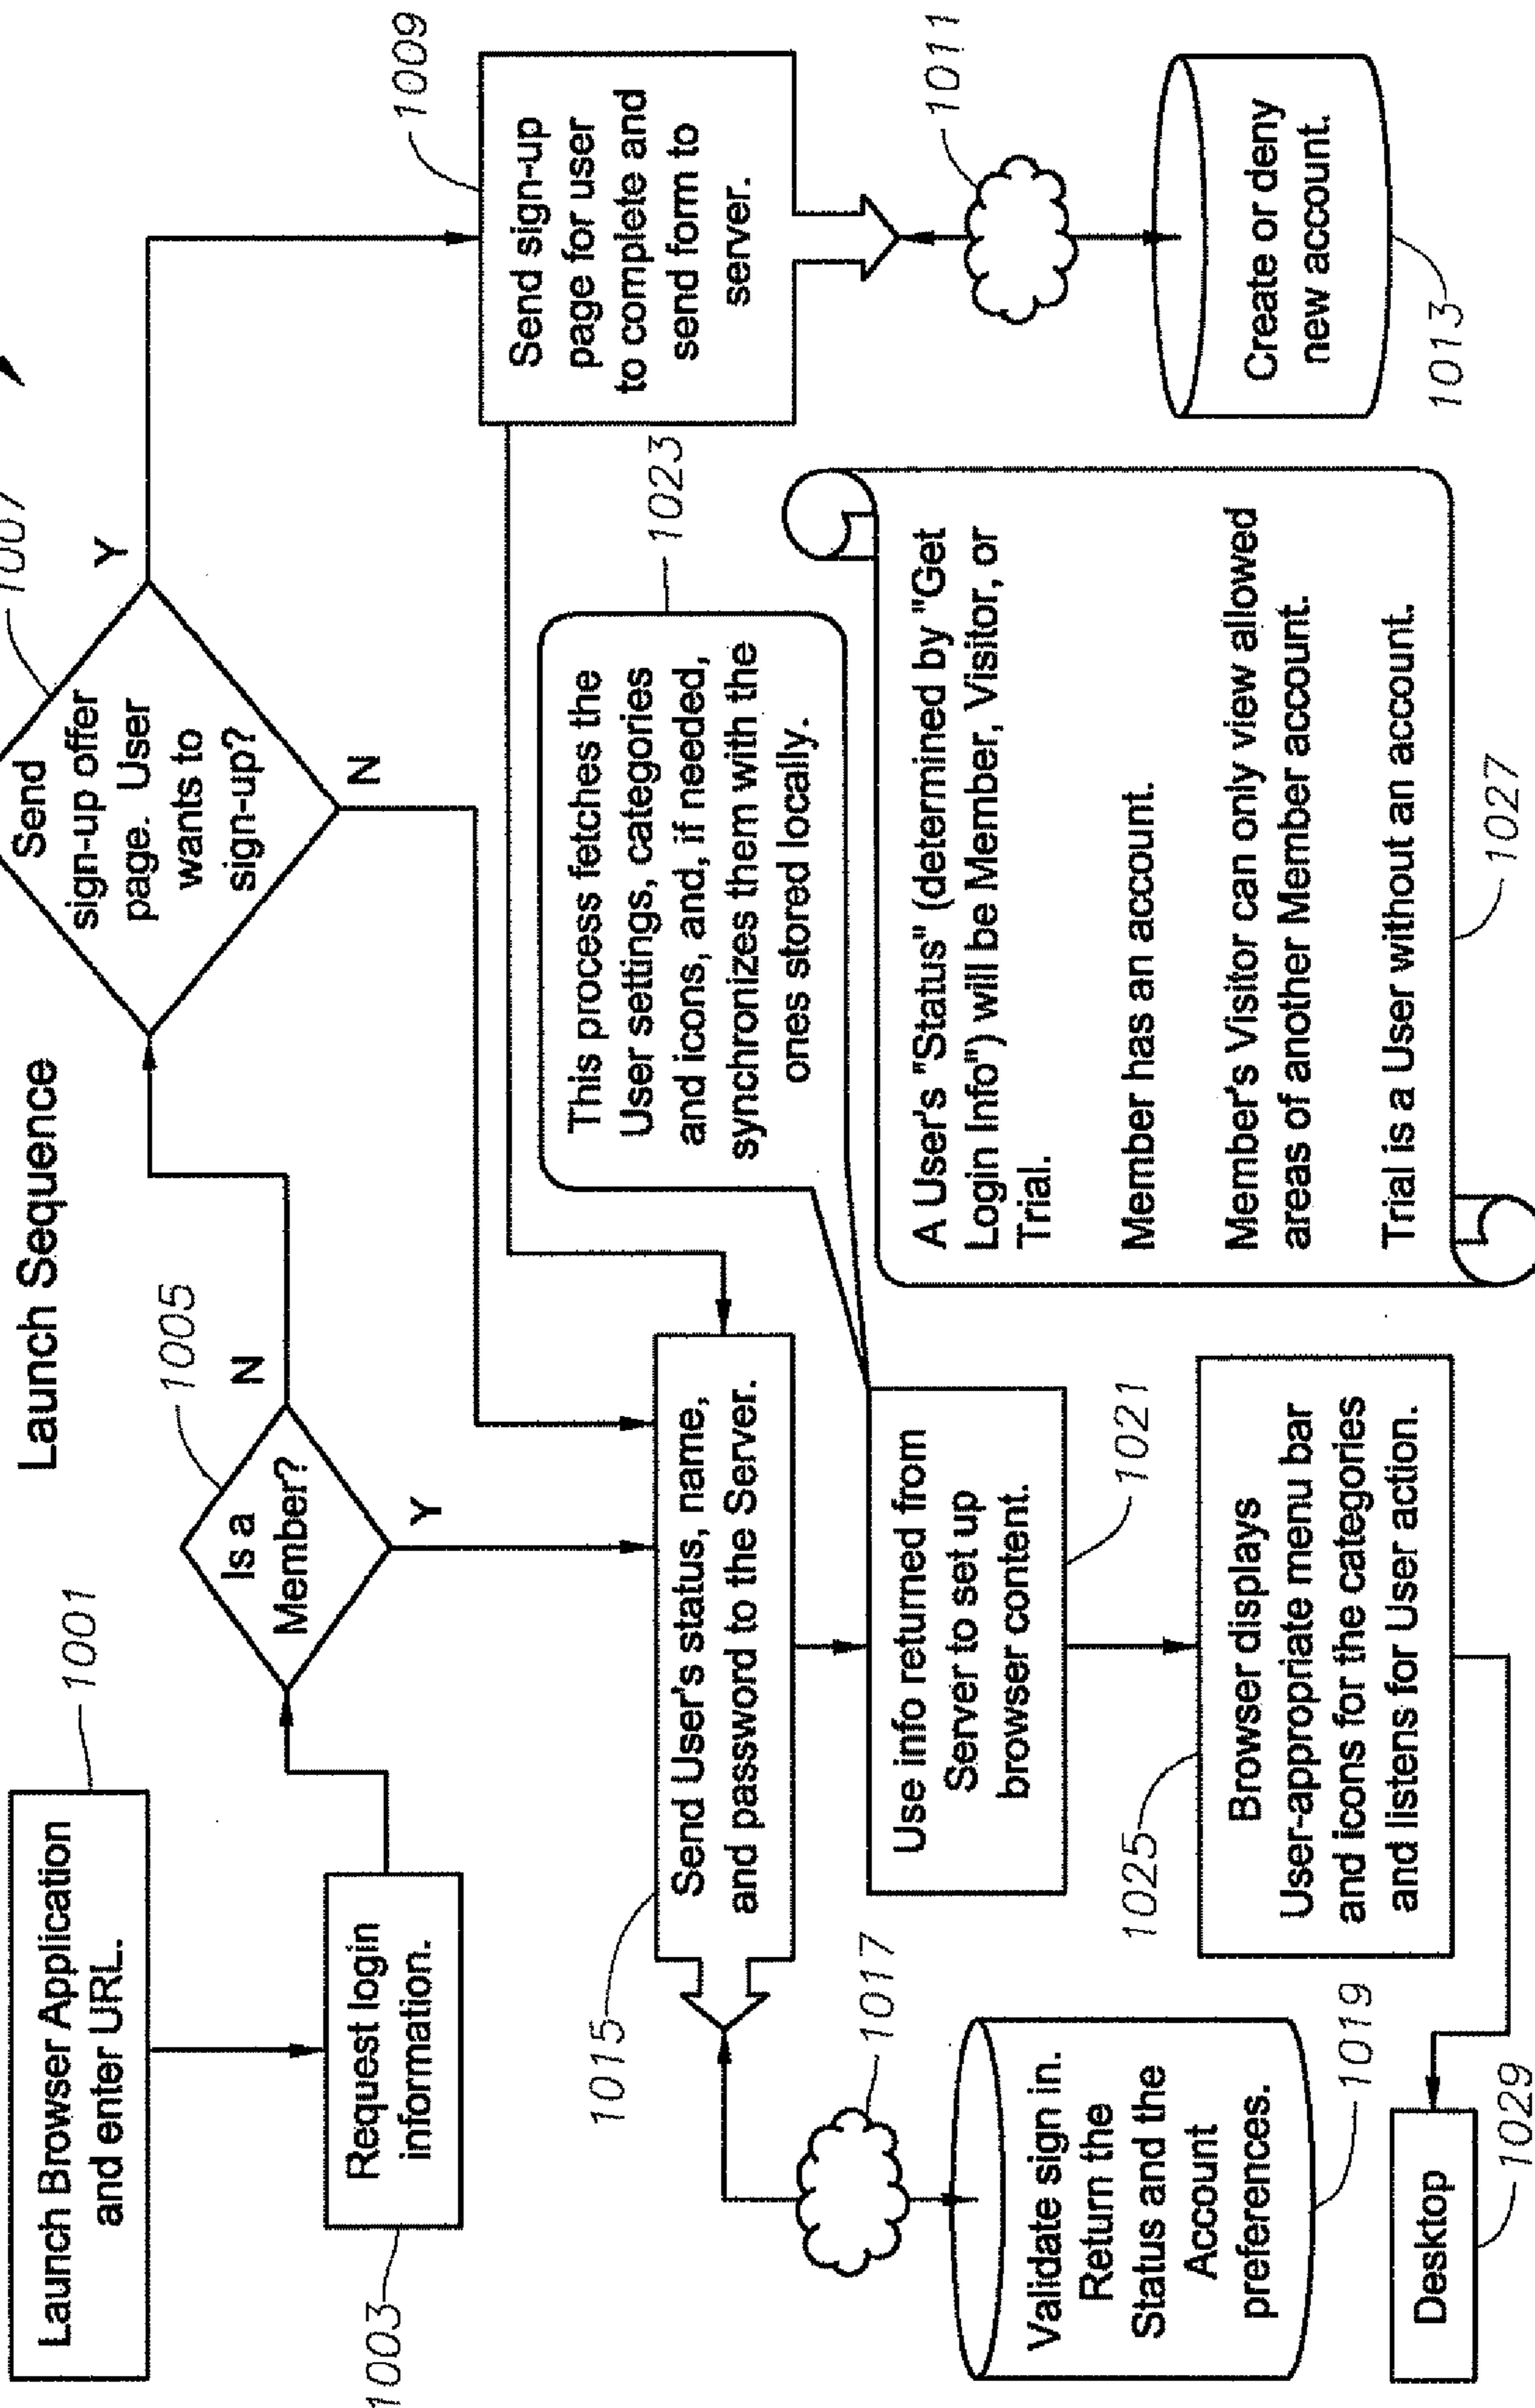 Launch Sequence
1001
Launch Browser Application
and enter URL.
1003
Request login
information.
1005
Is a
Member?
N
Y
1007
Send
sign-up offer
page. User
wants to
sign-up?
Y
N
1009
Send sign-up
page for user
to complete and
send form to
server.
1011
Create or deny
new account.
1013
1015
Send User's status, name,
and password to the Server.
1017
Validate sign in.
Return the
Status and the
Account
preferences.
1019
Use info returned from
Server to set up
browser content.
1021
1023
This process fetches the
User settings, categories
and icons, and, if needed,
synchronizes them with the
ones stored locally.
1025
Browser displays
User-appropriate menu bar
and icons for the categories
and listens for User action.
A User's "Status" (determined by "Get
Login Info") will be Member, Visitor, or
Trial.
Member has an account.
Member's Visitor can only view allowed
areas of another Member account.
Trial is a User without an account.
1027
Desktop
1029